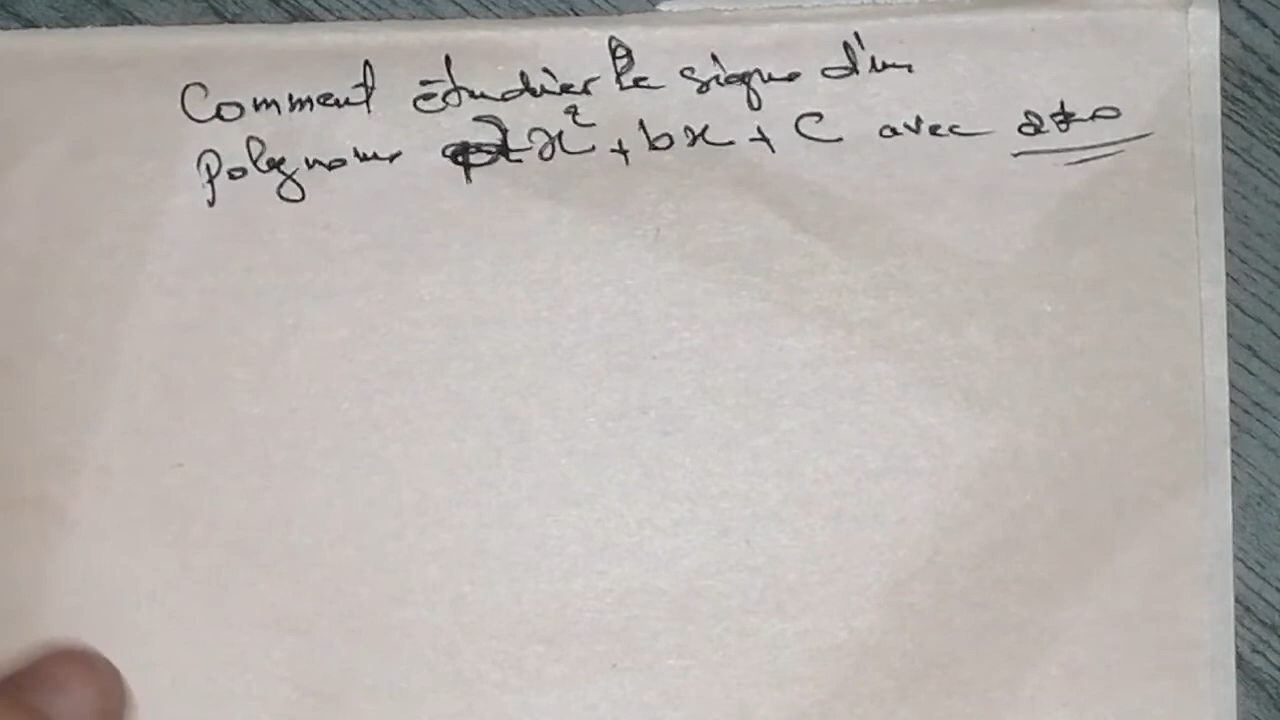 Comment étudier le signe d'un
polynome ax² + bx + c avec a≠0